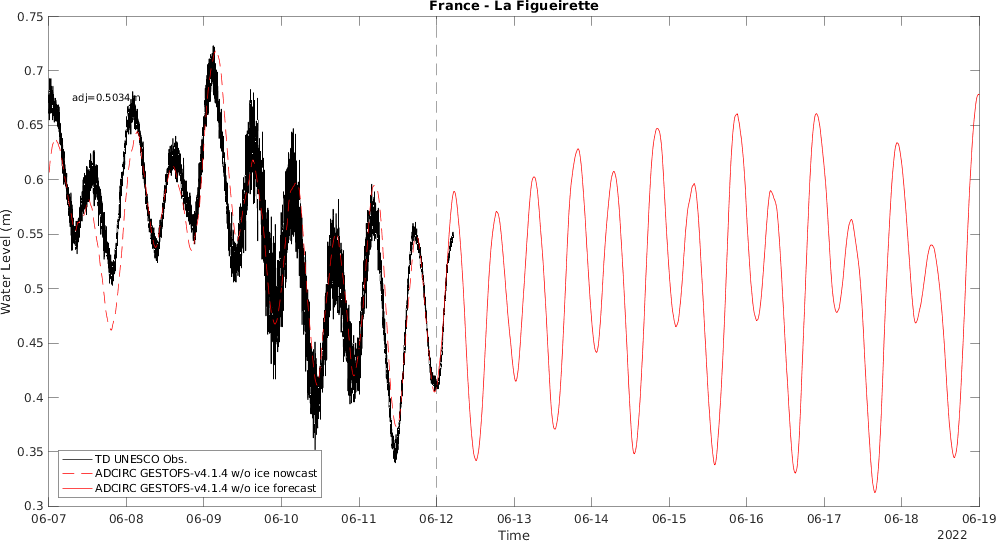 France - La Figueirette
0.75
0.7
0.65
0.6
0.55
0.5
0.45
0.4
0.35
0.3
Water Level (m)
adj=0.5034m
TD UNESCO Obs.
ADCIRC GESTOFS-v4.1.4 w/o ice nowcast
ADCIRC GESTOFS-v4.1.4 w/o ice forecast
06-07 06-08 06-09 06-10 06-11 06-12 06-13 06-14 06-15 06-16 06-17 06-18 06-19
Time
2022